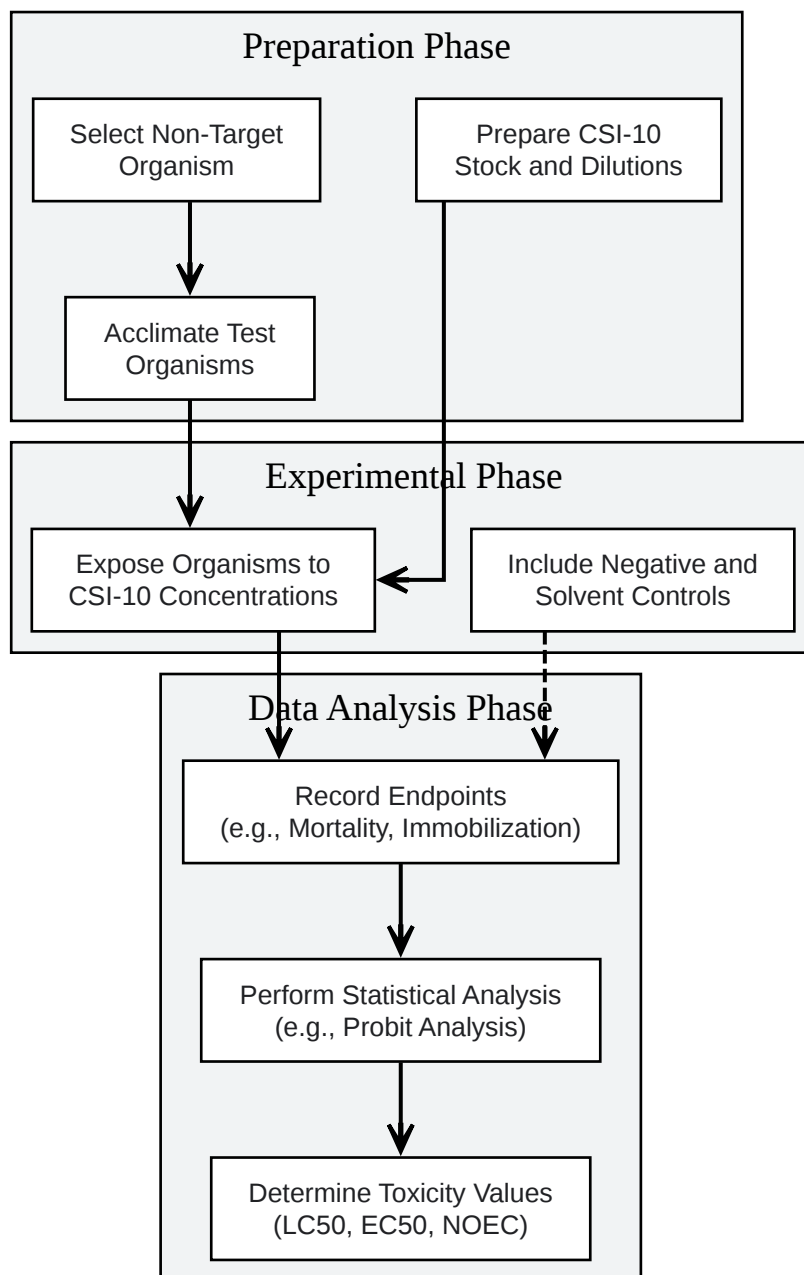 Preparation Phase
Select Non-Target
Organism
Prepare CSI-10
Stock and Dilutions
Acclimate Test
Organisms
Experimental Phase
Expose Organisms to
CSI-10 Concentrations
Include Negative and
Solvent Controls
Data Analysis Phase
Record Endpoints
(e.g., Mortality, Immobilization)
Perform Statistical Analysis
(e.g., Probit Analysis)
Determine Toxicity Values
(LC50, EC50, NOEC)